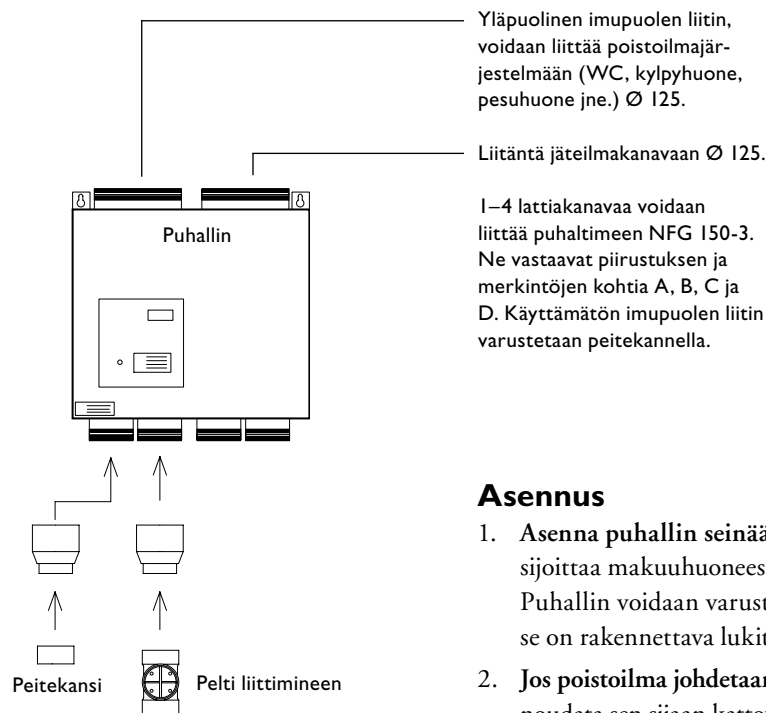 Yläpuolinen imupuolen liitin,
voidaan liittää poistoilmajär-
jestelmään (WC, kylpyhuone,
pesuhuone jne.) Ø 125.
Liitäntä jäteilmakanavaan Ø 125.
1–4 lattiakanavaa voidaan
liittää puhaltimeen NFG 150-3.
Ne vastaavat piirustuksen ja
merkintöjen kohtia A, B, C ja
D. Käyttämätön imupuolen liitin
varustetaan peitekannella.
Puhallin
Peitekansi
Pelti liittimineen
Asennus
1. Asenna puhallin seinää
sijoittaa makuuhuonees
Puhallin voidaan varust
se on rakennettava lukit
2. Jos poistoilma johdetaan